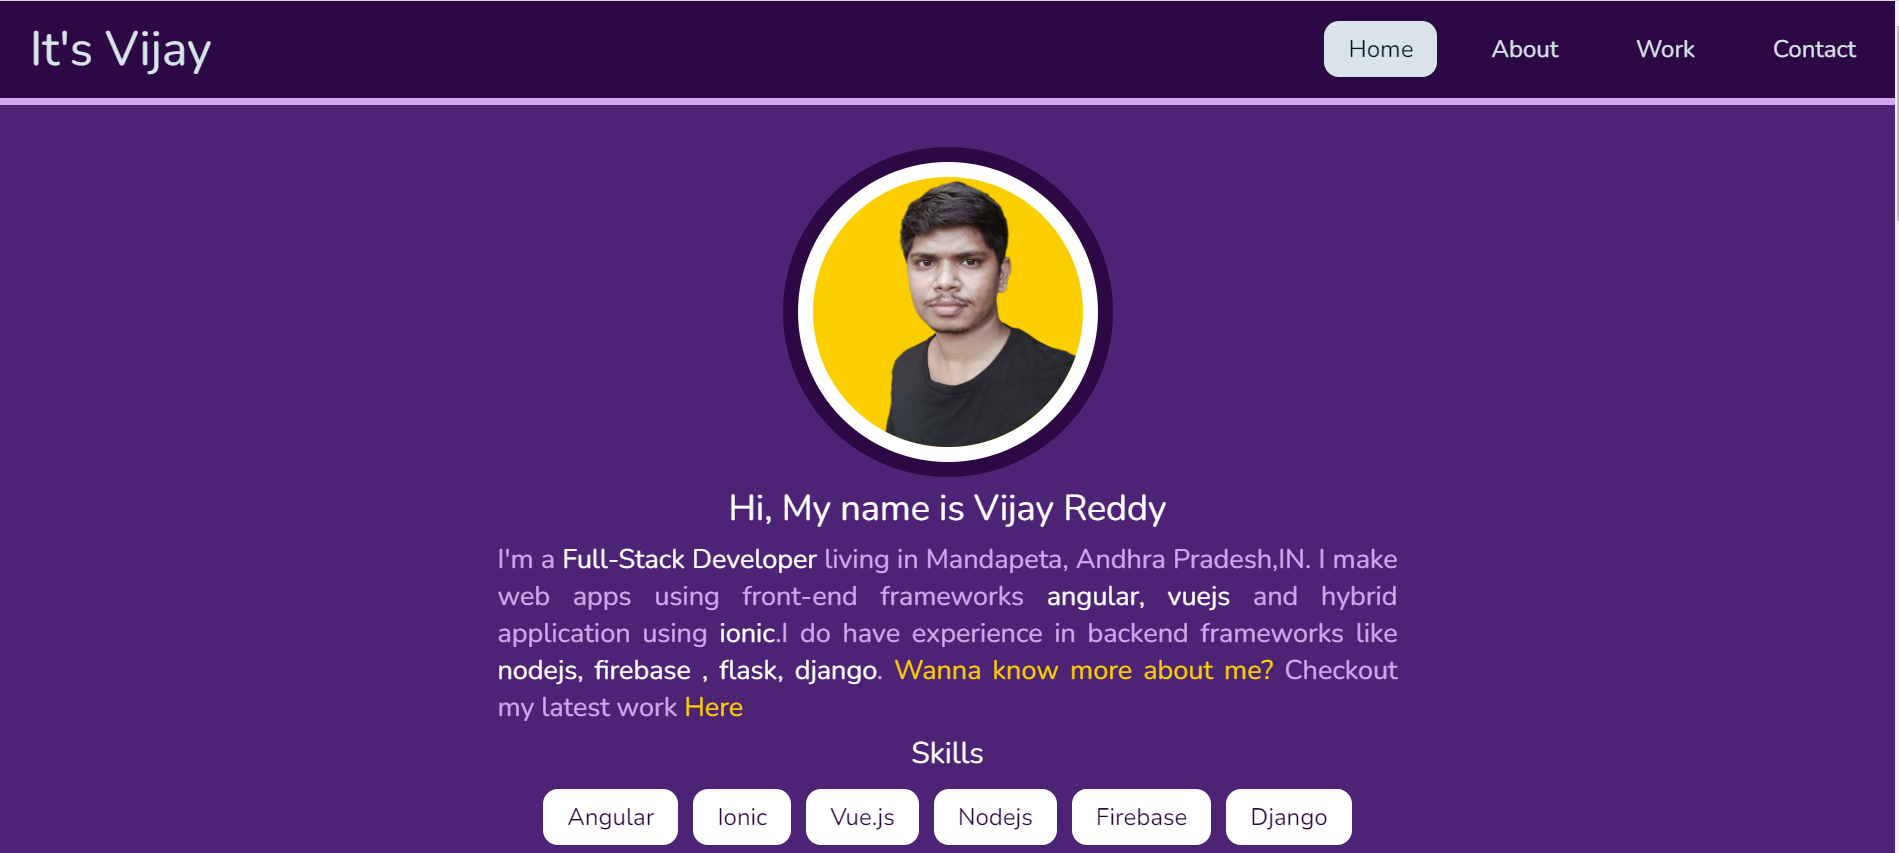 It's Vijay
Home
About
Work
Contact
Hi, My name is Vijay Reddy
I'm a Full-Stack Developer living in Mandapeta, Andhra Pradesh,IN. I make
web apps using front-end frameworks angular, vuejs and hybrid
application using ionic.I do have experience in backend frameworks like
nodejs, firebase , flask, django. Wanna know more about me? Checkout
my latest work Here
Skills
Angular
Ionic
Vue.js
Nodejs
Firebase
Django